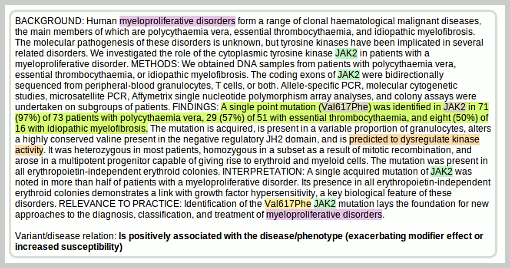 BACKGROUND: Human myeloproliferative disorders form a range of clonal haematological malignant diseases,
the main members of which are polycythaemia vera, essential thrombocythaemia, and idiopathic myelofibrosis.
The molecular pathogenesis of these disorders is unknown, but tyrosine kinases have been implicated in several
related disorders. We investigated the role of the cytoplasmic tyrosine kinase JAK2 in patients with a
myeloproliferative disorder. METHODS: We obtained DNA samples from patients with polycythaemia vera,
essential thrombocythaemia, or idiopathic myelofibrosis. The coding exons of JAK2 were bidirectionally
sequenced from peripheral-blood granulocytes, T cells, or both. Allele-specific PCR, molecular cytogenetic
studies, microsatellite PCR, Affymetrix single nucleotide polymorphism array analyses, and colony assays were
undertaken on subgroups of patients. FINDINGS: A single point mutation (Val617Phe) was identified in JAK2 in 71
(97%) of 73 patients with polycythaemia vera, 29 (57%) of 51 with essential thrombocythaemia, and eight (50%) of
16 with idiopathic myelofibrosis. The mutation is acquired, is present in a variable proportion of granulocytes, alters
a highly conserved valine present in the negative regulatory JH2 domain, and is predicted to dysregulate kinase
activity. It was heterozygous in most patients, homozygous in a subset as a result of mitotic recombination, and
arose in a multipotent progenitor capable of giving rise to erythroid and myeloid cells. The mutation was present in
all erythropoietin-independent erythroid colonies. INTERPRETATION: A single acquired mutation of JAK2 was
noted in more than half of patients with a myeloproliferative disorder. Its presence in all erythropoietin-independent
erythroid colonies demonstrates a link with growth factor hypersensitivity, a key biological feature of these
disorders. RELEVANCE TO PRACTICE: Identification of the Val617Phe JAK2 mutation lays the foundation for new
approaches to the diagnosis, classification, and treatment of myeloproliferative disorders.
Variant/disease relation: Is positively associated with the disease/phenotype (exacerbating modifier effect or
increased susceptibility)